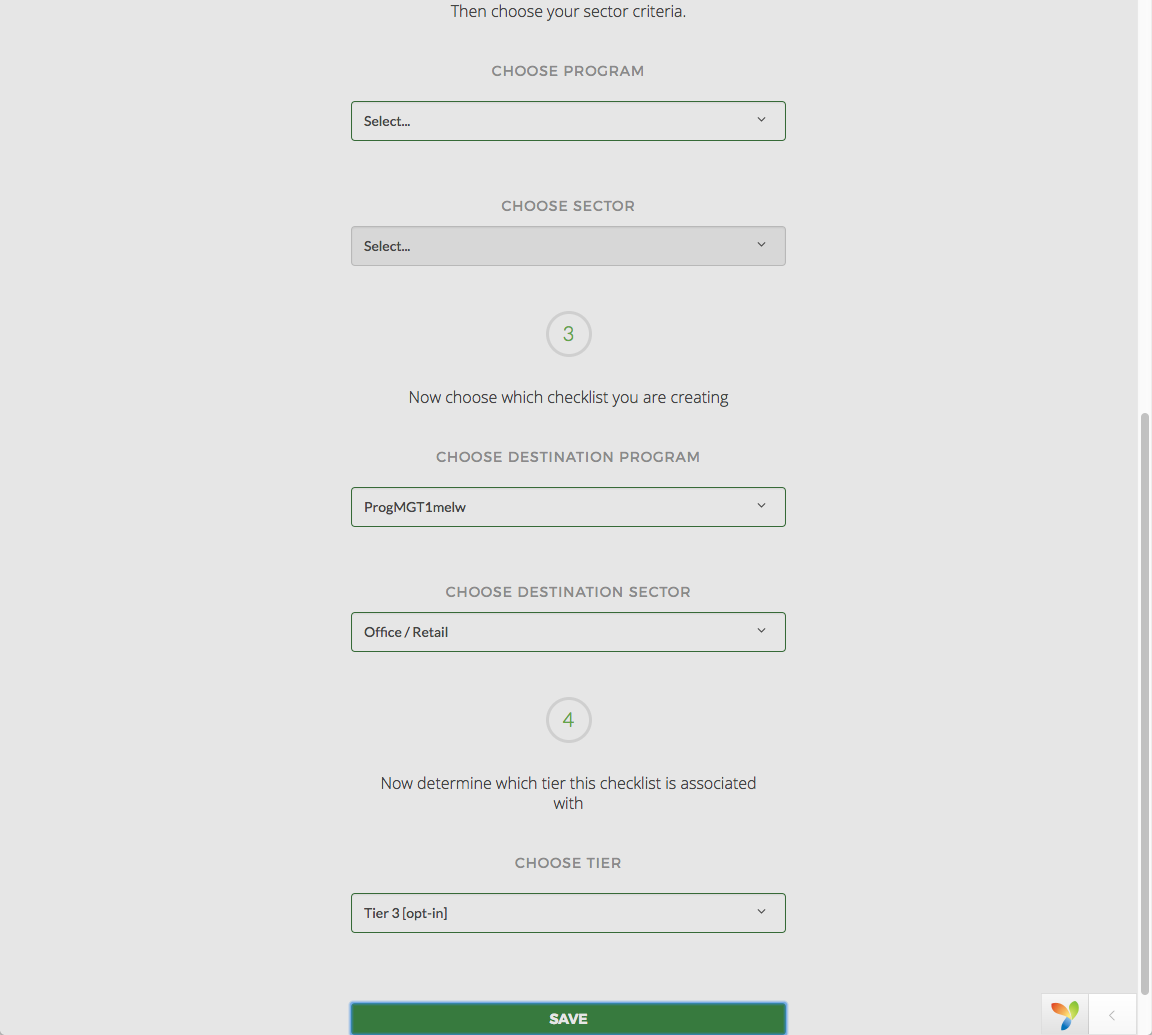 Then choose your sector criteria.
CHOOSE PROGRAM
Select...
CHOOSE SECTOR
Select...
3
Now choose which checklist you are creating
CHOOSE DESTINATION PROGRAM
ProgMGT1melw
CHOOSE DESTINATION SECTOR
Office / Retail
4
Now determine which tier this checklist is associated
with
CHOOSE TIER
Tier 3 [opt-in]
SAVE